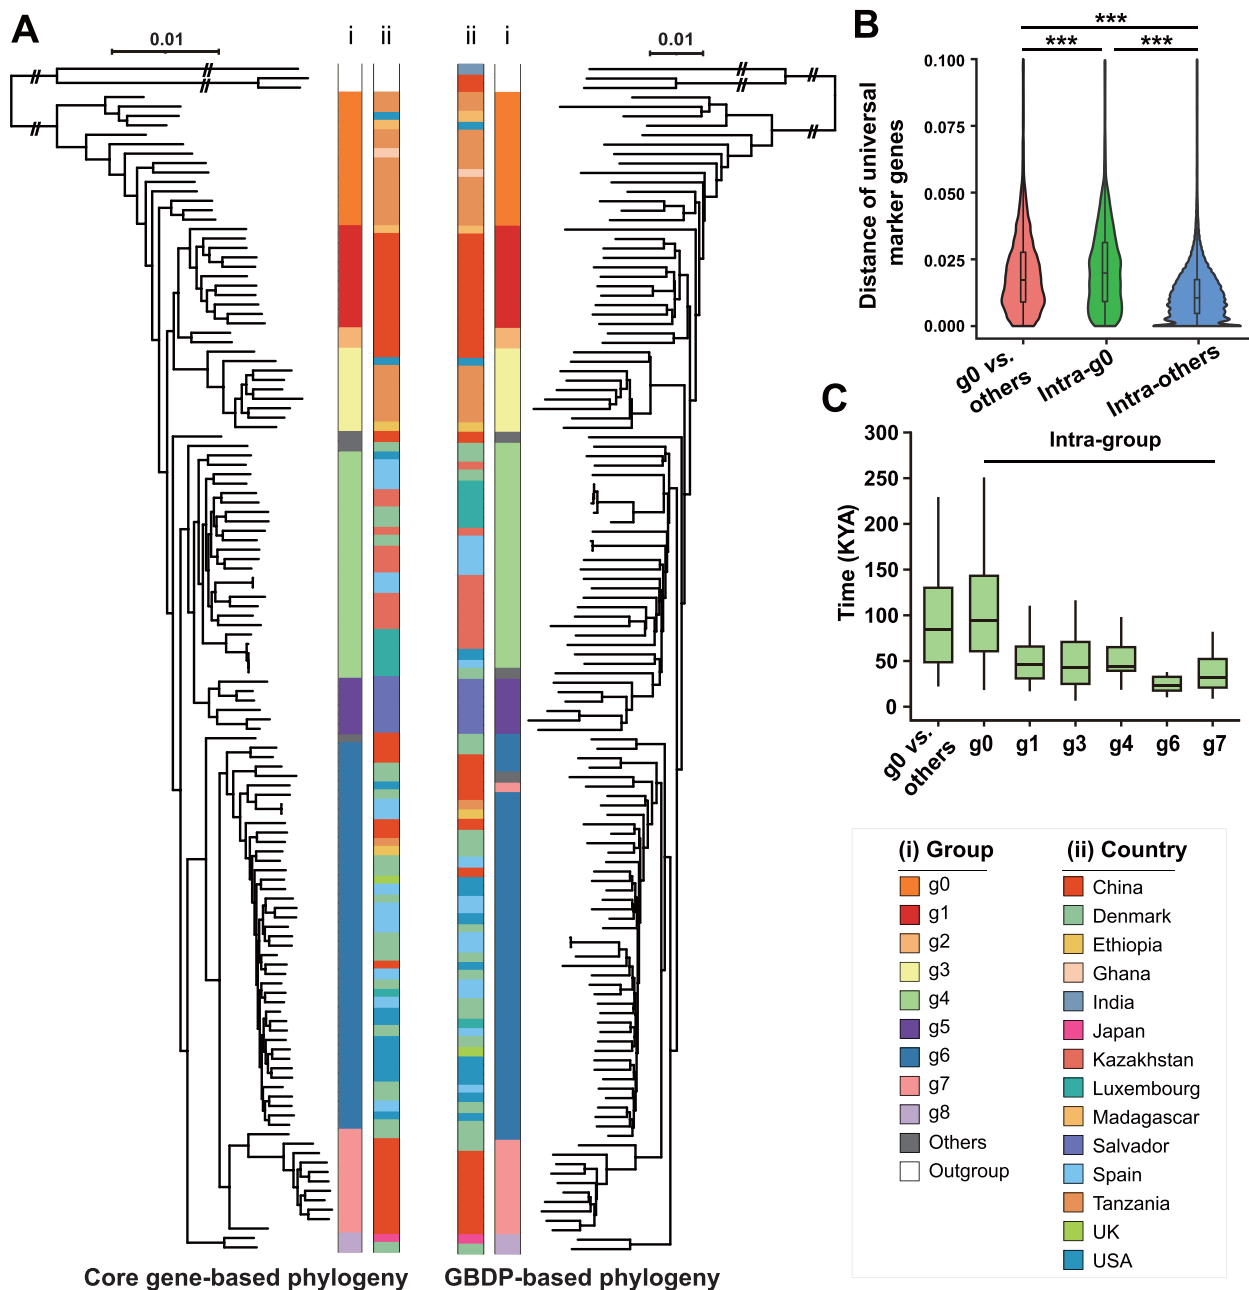 A
i
ii
ii
i
0.01
0.01
Core gene-based phylogeny
GBDP-based phylogeny
B
***
***
***
Distance of universal
marker genes
0.100
0.075
0.050
0.025
0.000
g0 vs.
others
Intra-g0
Intra-others
C
Intra-group
Time (KYA)
300
250
200
150
100
50
0
g0 vs.
others
g0
g1
g3
g4
g6
g7
(i) Group
g0
g1
g2
g3
g4
g5
g6
g7
g8
Others
Outgroup
(ii) Country
China
Denmark
Ethiopia
Ghana
India
Japan
Kazakhstan
Luxembourg
Madagascar
Salvador
Spain
Tanzania
UK
USA